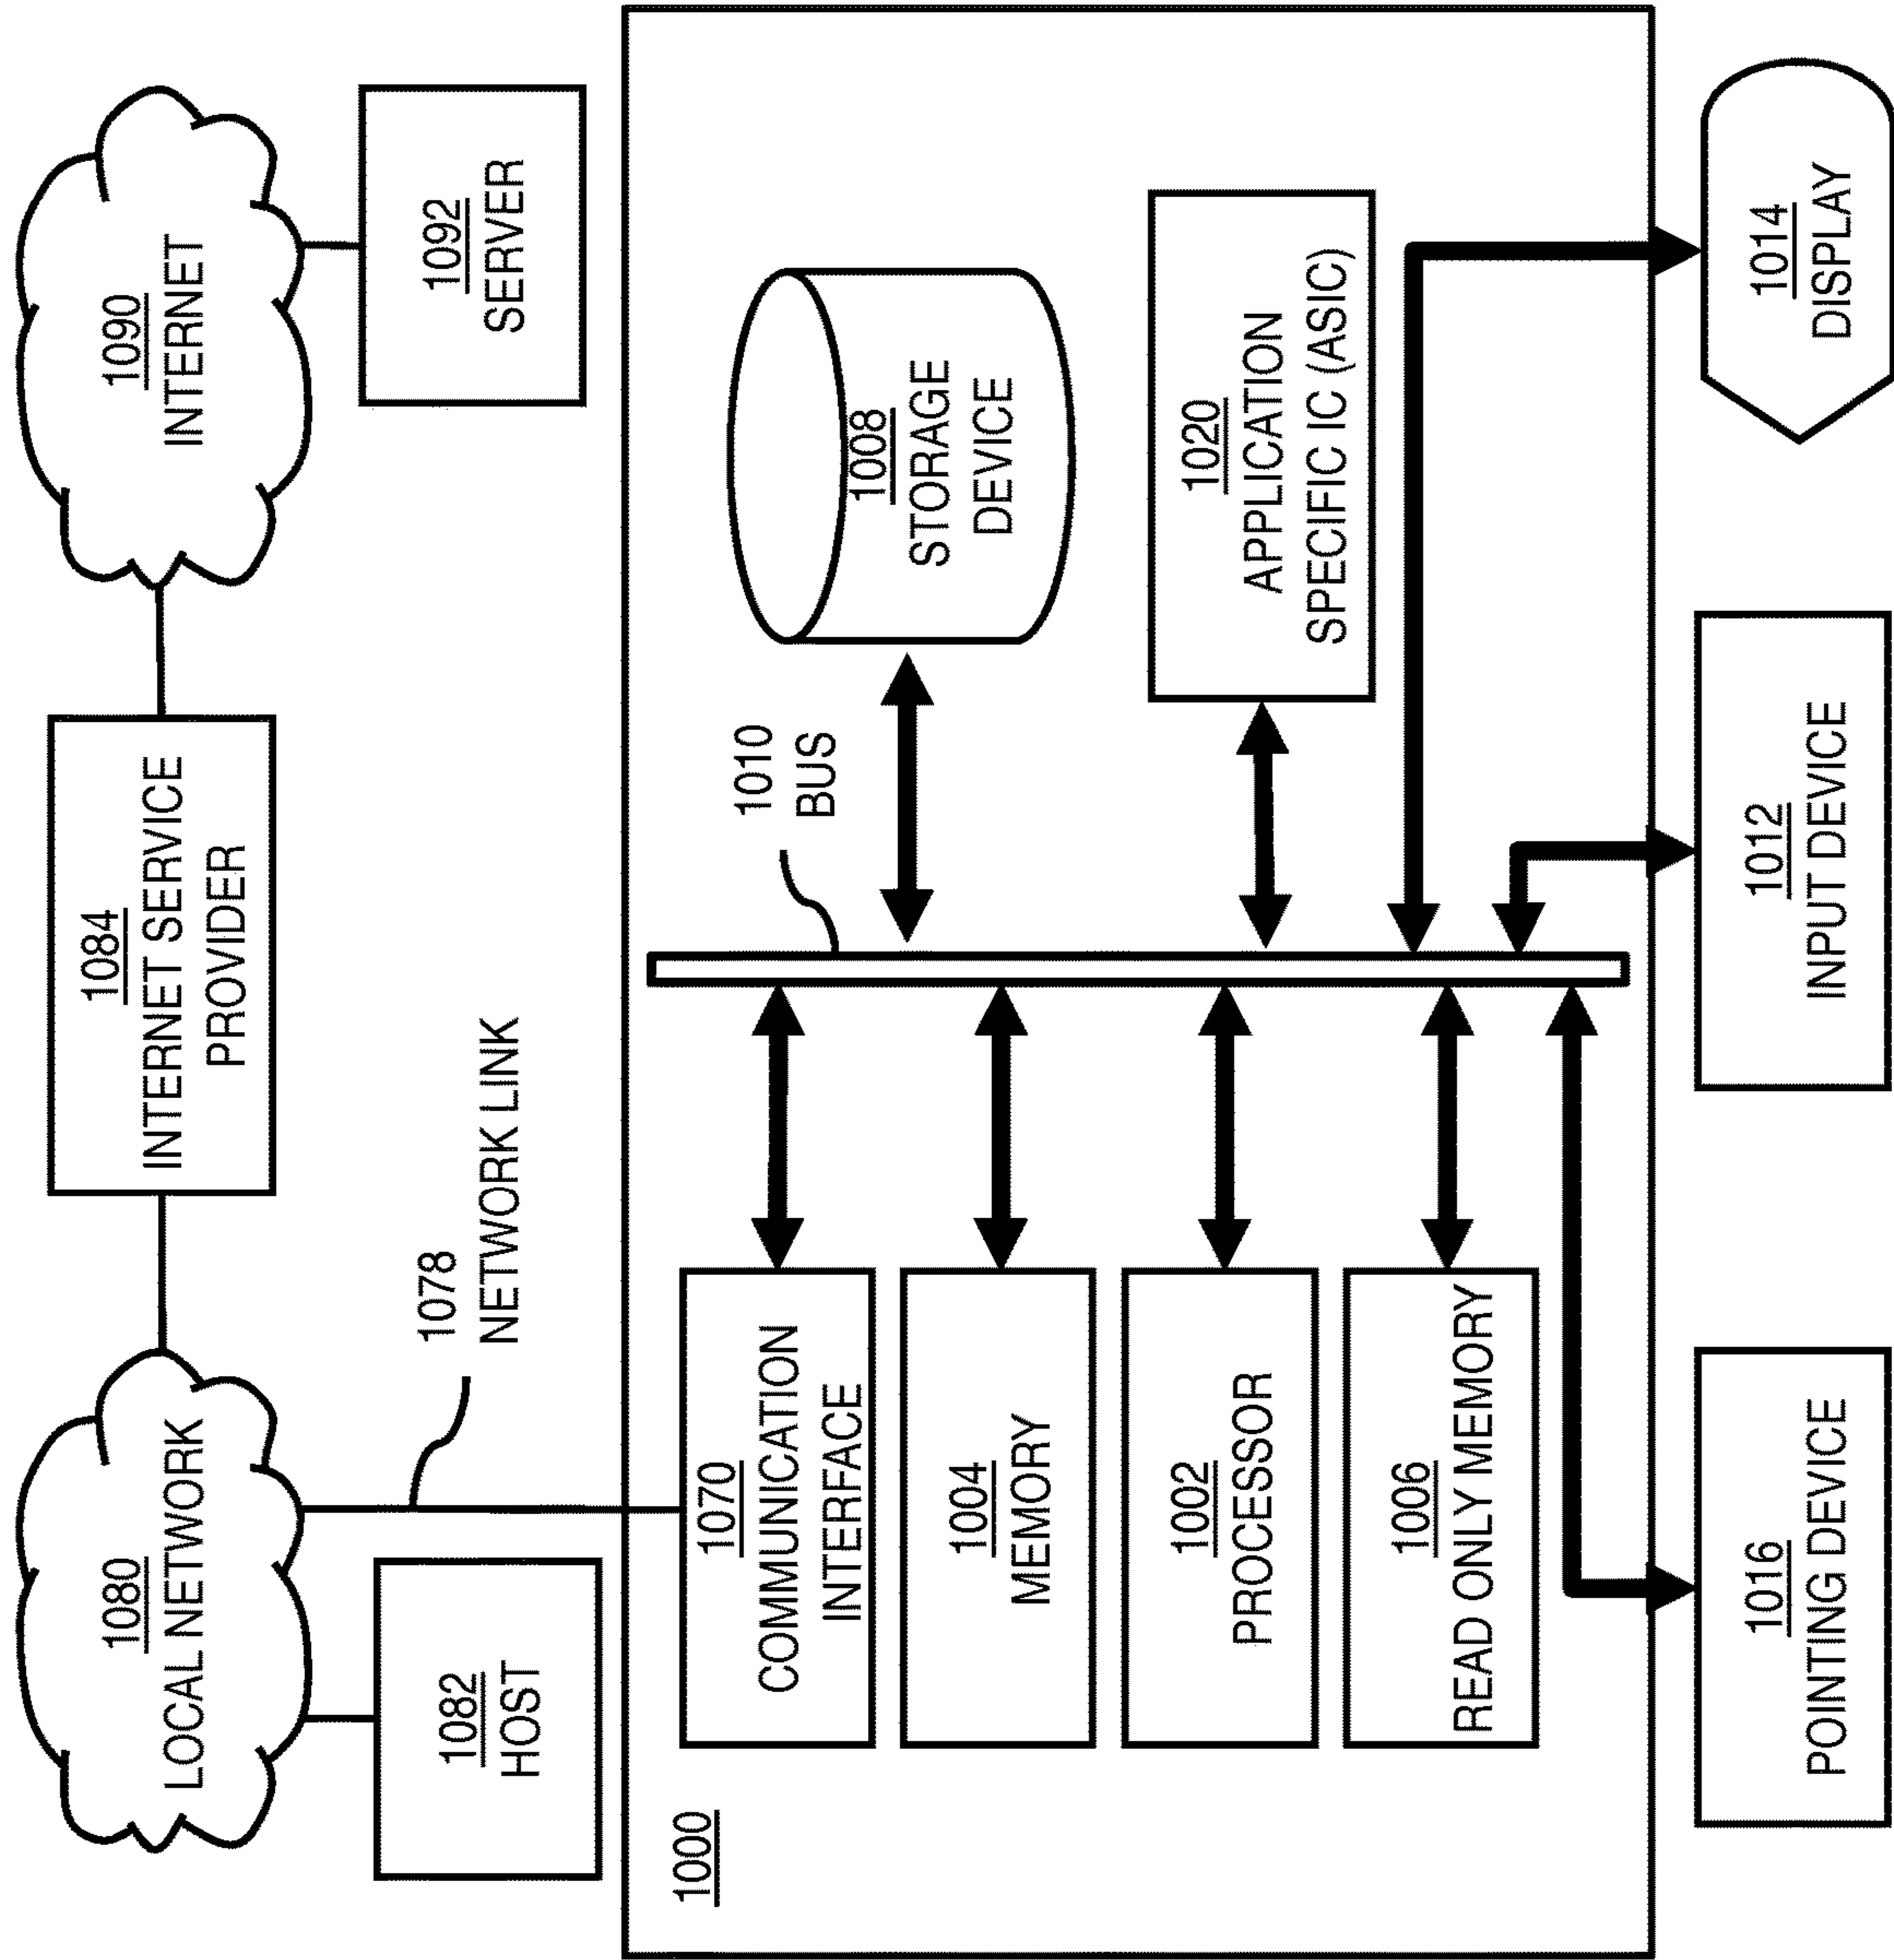 1080
LOCAL NETWORK
1084
INTERNET SERVICE
PROVIDER
1090
INTERNET
1082
HOST
1078
NETWORK LINK
1092
SERVER
1000
1070
COMMUNICATION
INTERFACE
1010
BUS
1008
STORAGE
DEVICE
1004
MEMORY
1002
PROCESSOR
1020
APPLICATION
SPECIFIC IC (ASIC)
1006
READ ONLY MEMORY
1016
POINTING DEVICE
1012
INPUT DEVICE
1014
DISPLAY